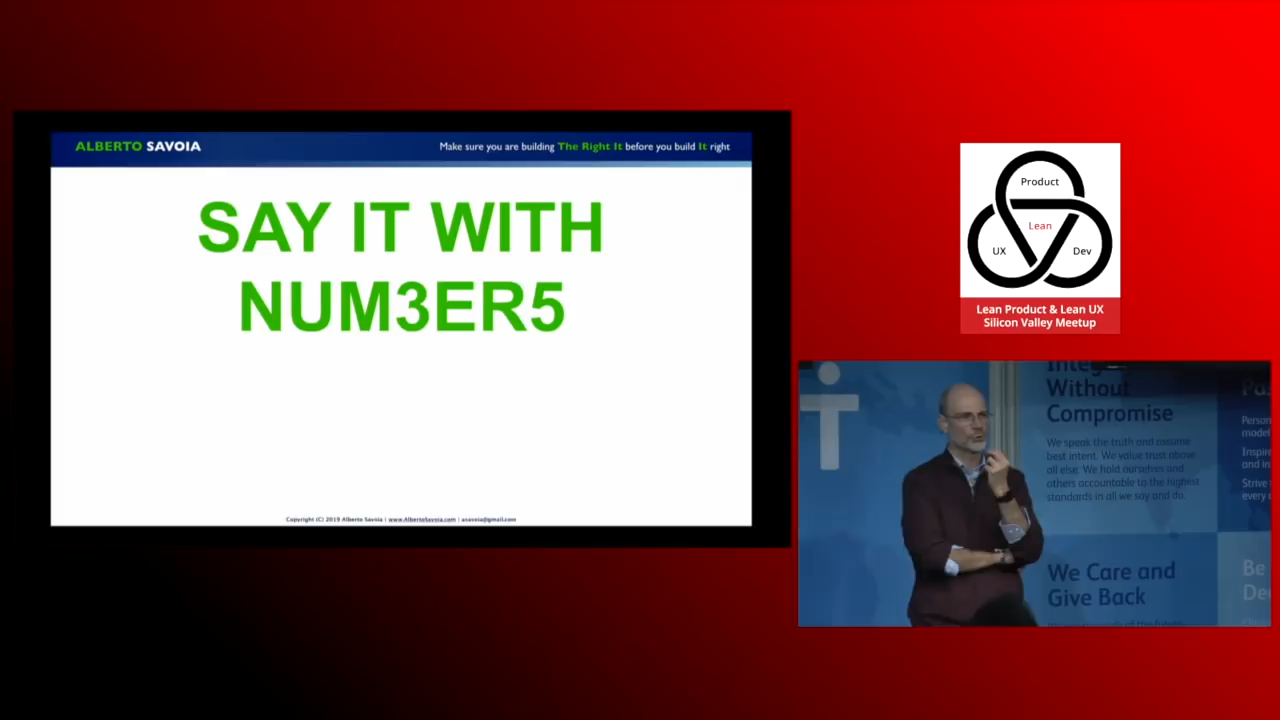 ALBERTO SAVOIA
Make sure you are building The Right It before you build It right
SAY IT WITH
NUM3ER5
Copyright (C) 2019 Alberto Savoia | www.AlbertoSavoia.com | asavoia@gmail.com
Product
Lean
UX
Dev
Lean Product & Lean UX
Silicon Valley Meetup
Without
Compromise
We speak the truth and assume
best intent. We value trust above
all else. We hold ourselves and
others accountable to the highest
standards in all we say and do.
We Care and
Give Back
Be